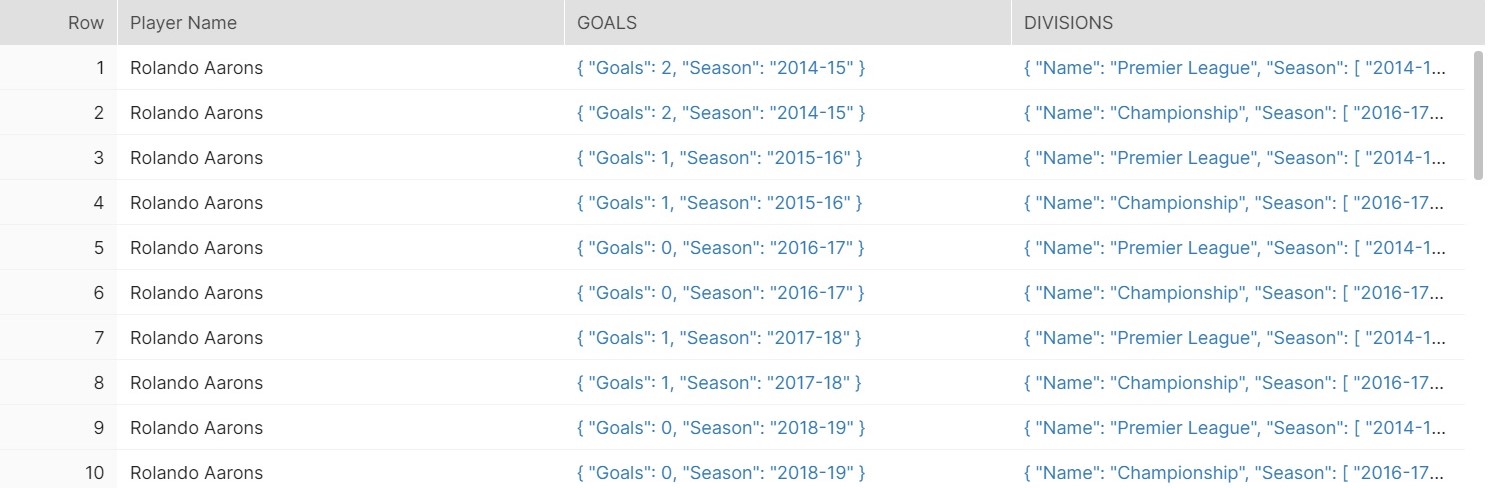 Row Player Name GOALS DIVISIONS
1 Rolando Aarons { "Goals": 2, "Season": "2014-15" } { "Name": "Premier League", "Season": [ "2014-1...
2 Rolando Aarons { "Goals": 2, "Season": "2014-15" } { "Name": "Championship", "Season": [ "2016-17...
3 Rolando Aarons { "Goals": 1, "Season": "2015-16" } { "Name": "Premier League", "Season": [ "2014-1...
4 Rolando Aarons { "Goals": 1, "Season": "2015-16" } { "Name": "Championship", "Season": [ "2016-17...
5 Rolando Aarons { "Goals": 0, "Season": "2016-17" } { "Name": "Premier League", "Season": [ "2014-1...
6 Rolando Aarons { "Goals": 0, "Season": "2016-17" } { "Name": "Championship", "Season": [ "2016-17...
7 Rolando Aarons { "Goals": 1, "Season": "2017-18" } { "Name": "Premier League", "Season": [ "2014-1...
8 Rolando Aarons { "Goals": 1, "Season": "2017-18" } { "Name": "Championship", "Season": [ "2016-17...
9 Rolando Aarons { "Goals": 0, "Season": "2018-19" } { "Name": "Premier League", "Season": [ "2014-1...
10 Rolando Aarons { "Goals": 0, "Season": "2018-19" } { "Name": "Championship", "Season": [ "2016-17...